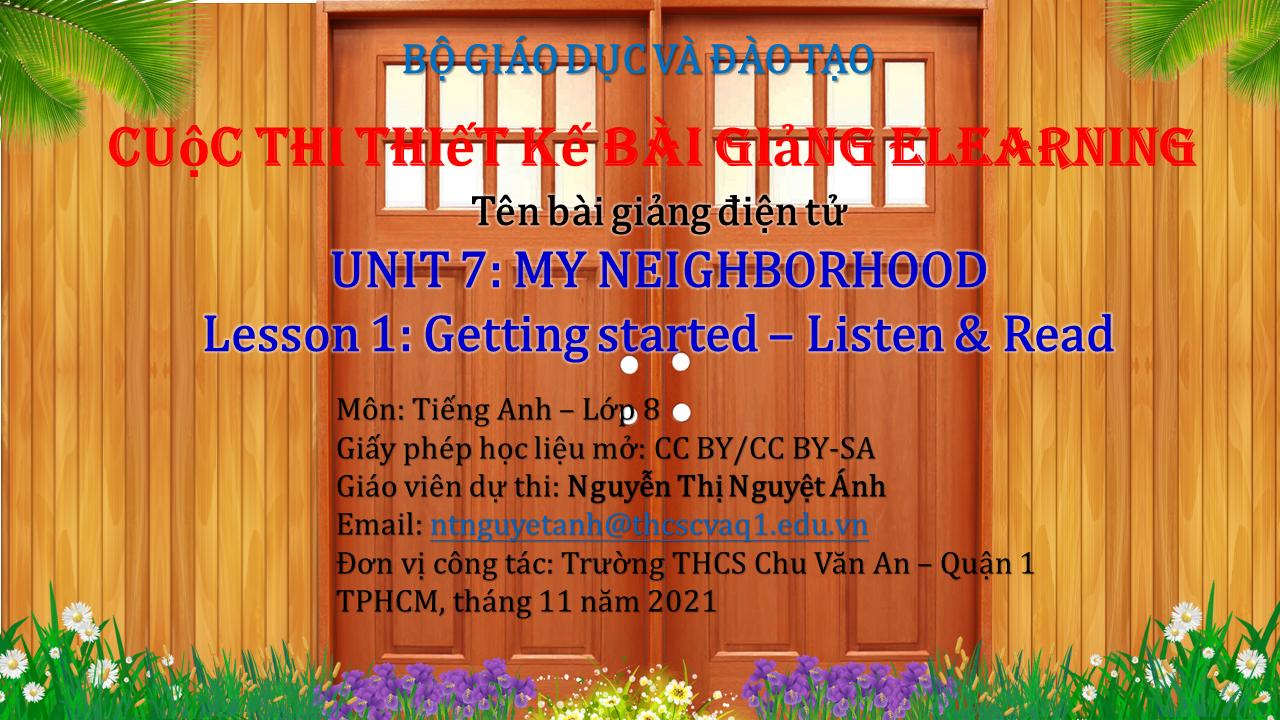 BỘ GIÁO DỤC VÀ ĐÀO TẠO
CUộC THI THIếT Kế BÀI GIảNG ELEARNING
Tên bài giảng điện tử
UNIT 7: MY NEIGHBORHOOD
Lesson 1: Getting started – Listen & Read
Môn: Tiếng Anh – Lớp 8
Giấy phép học liệu mở: CC BY/CC BY-SA
Giáo viên dự thi: Nguyễn Thị Nguyệt Ánh
Email: ntnguyetanh@thcscvaq1.edu.vn
Đơn vị công tác: Trường THCS Chu Văn An – Quận 1
TPHCM, tháng 11 năm 2021